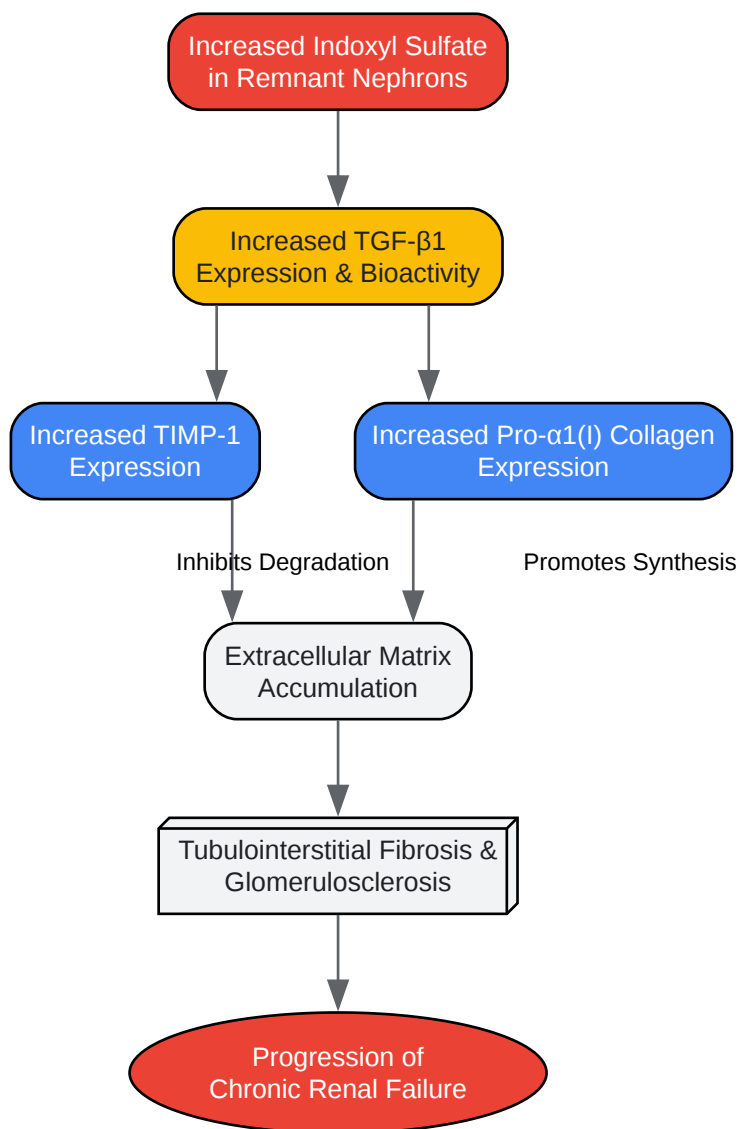 Increased Indoxyl Sulfate
in Remnant Nephrons
Increased TGF-β1
Expression & Bioactivity
Increased TIMP-1
Expression
Increased Pro-α1(I) Collagen
Expression
Inhibits Degradation
Promotes Synthesis
Extracellular Matrix
Accumulation
Tubulointerstitial Fibrosis &
Glomerulosclerosis
Progression of
Chronic Renal Failure